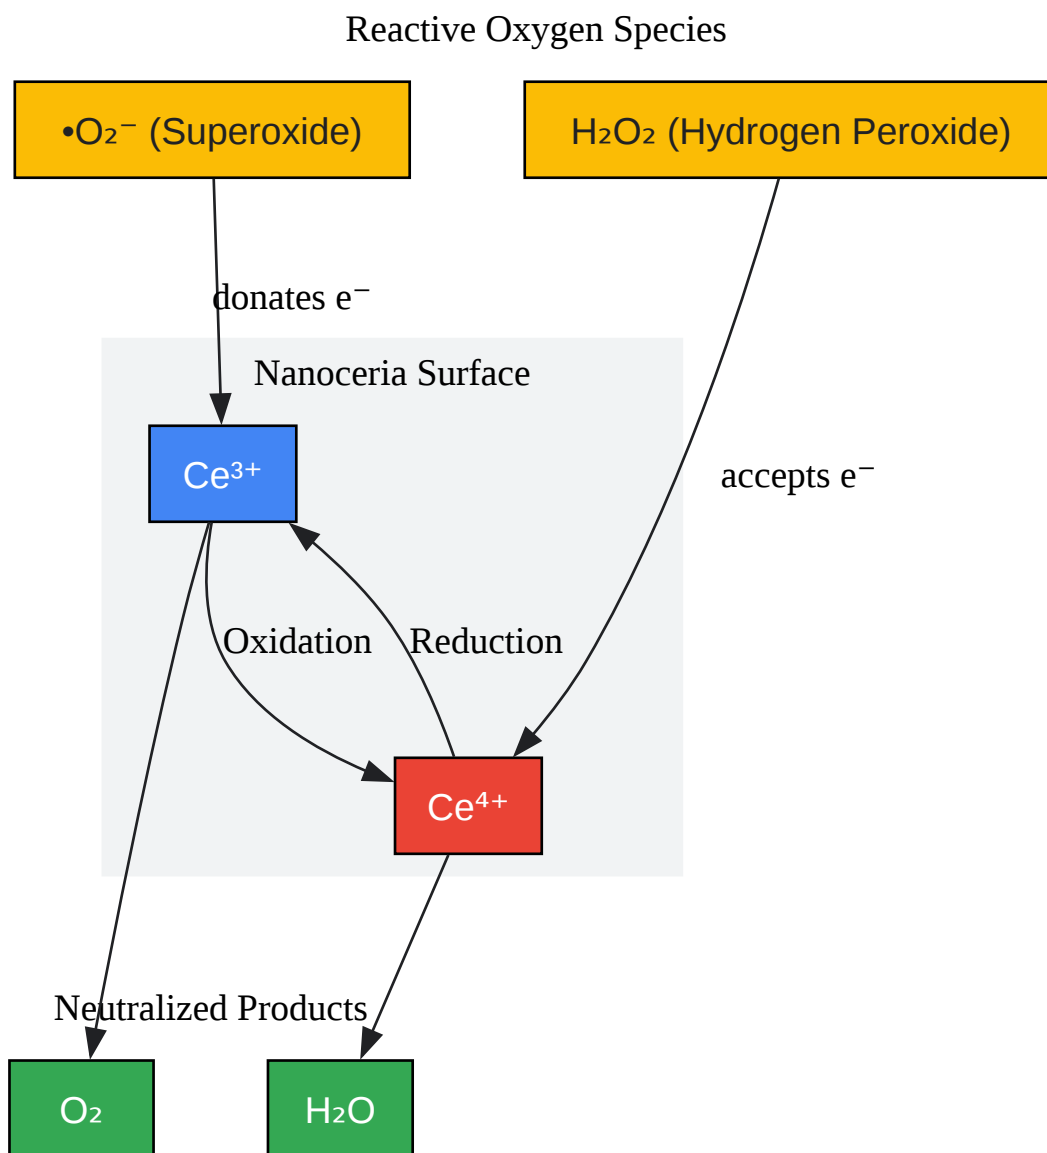 Reactive Oxygen Species
•O₂⁻ (Superoxide)
H₂O₂ (Hydrogen Peroxide)
donates e⁻
Nanoceria Surface
Ce³⁺
accepts e⁻
Oxidation
Reduction
Ce⁴⁺
Neutralized Products
O₂
H₂O